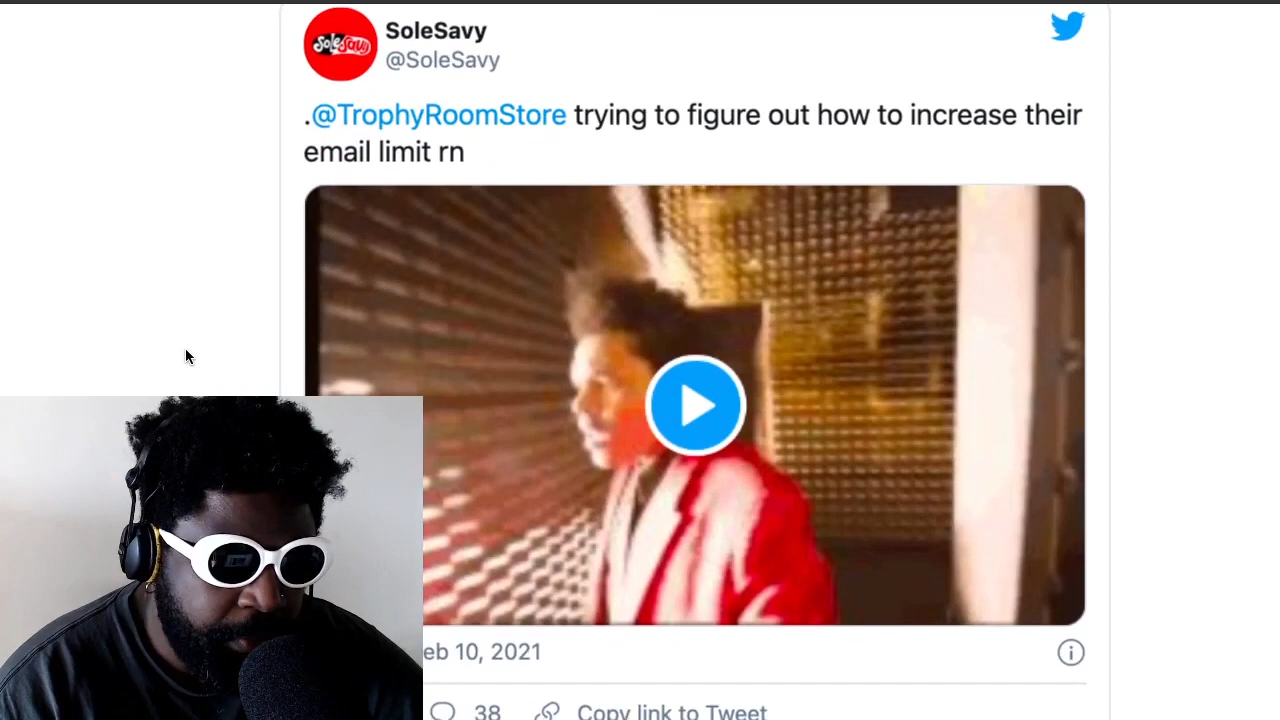 SoleSavy
SoleSavy
@SoleSavy
.@TrophyRoomStore trying to figure out how to increase their
email limit rn
eb 10, 2021
38
Copy link to Tweet